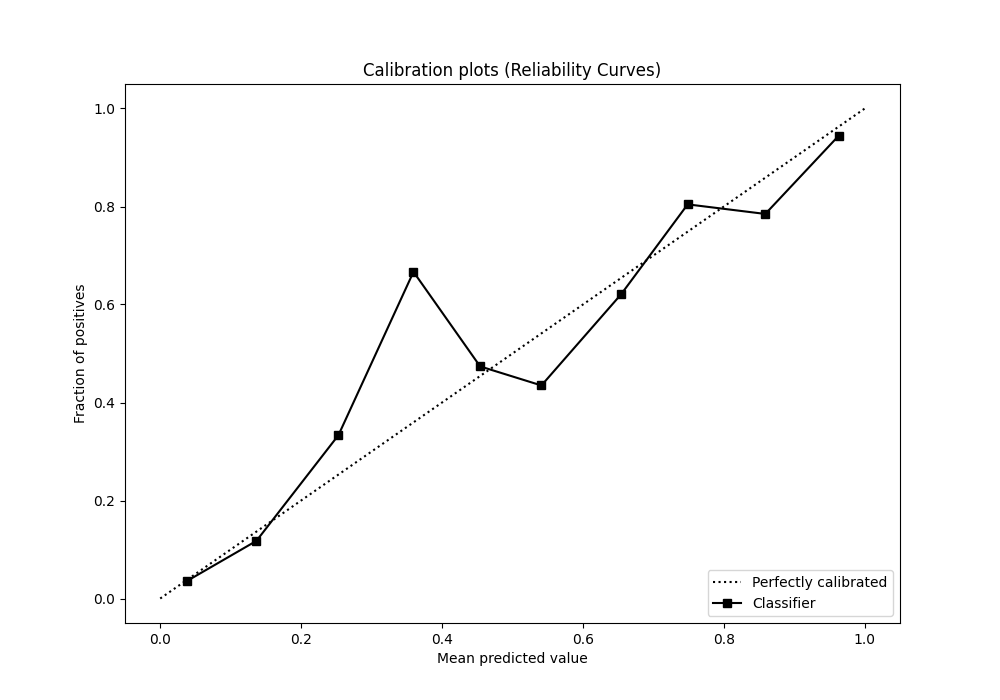 Calibration plots (Reliability Curves)
1.0
0.8
0.6
0.4
0.2
0.0
Fraction of positives
Perfectly calibrated
Classifier
0.0 0.2 0.4 0.6 0.8 1.0
Mean predicted value